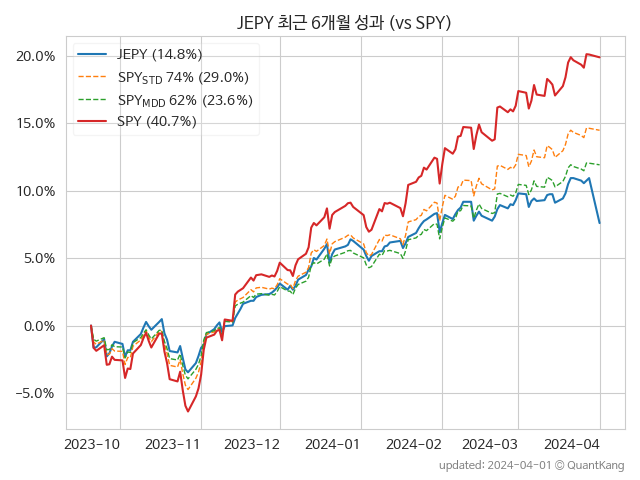 JEPY 최근 6개월 성과 (vs SPY)
JEPY (14.8%)
SPY_STD 74% (29.0%)
SPY_MDD 62% (23.6%)
SPY (40.7%)
20.0%
15.0%
10.0%
5.0%
0.0%
−5.0%
2023-10 2023-11 2023-12 2024-01 2024-02 2024-03 2024-04
updated: 2024-04-01 © QuantKang